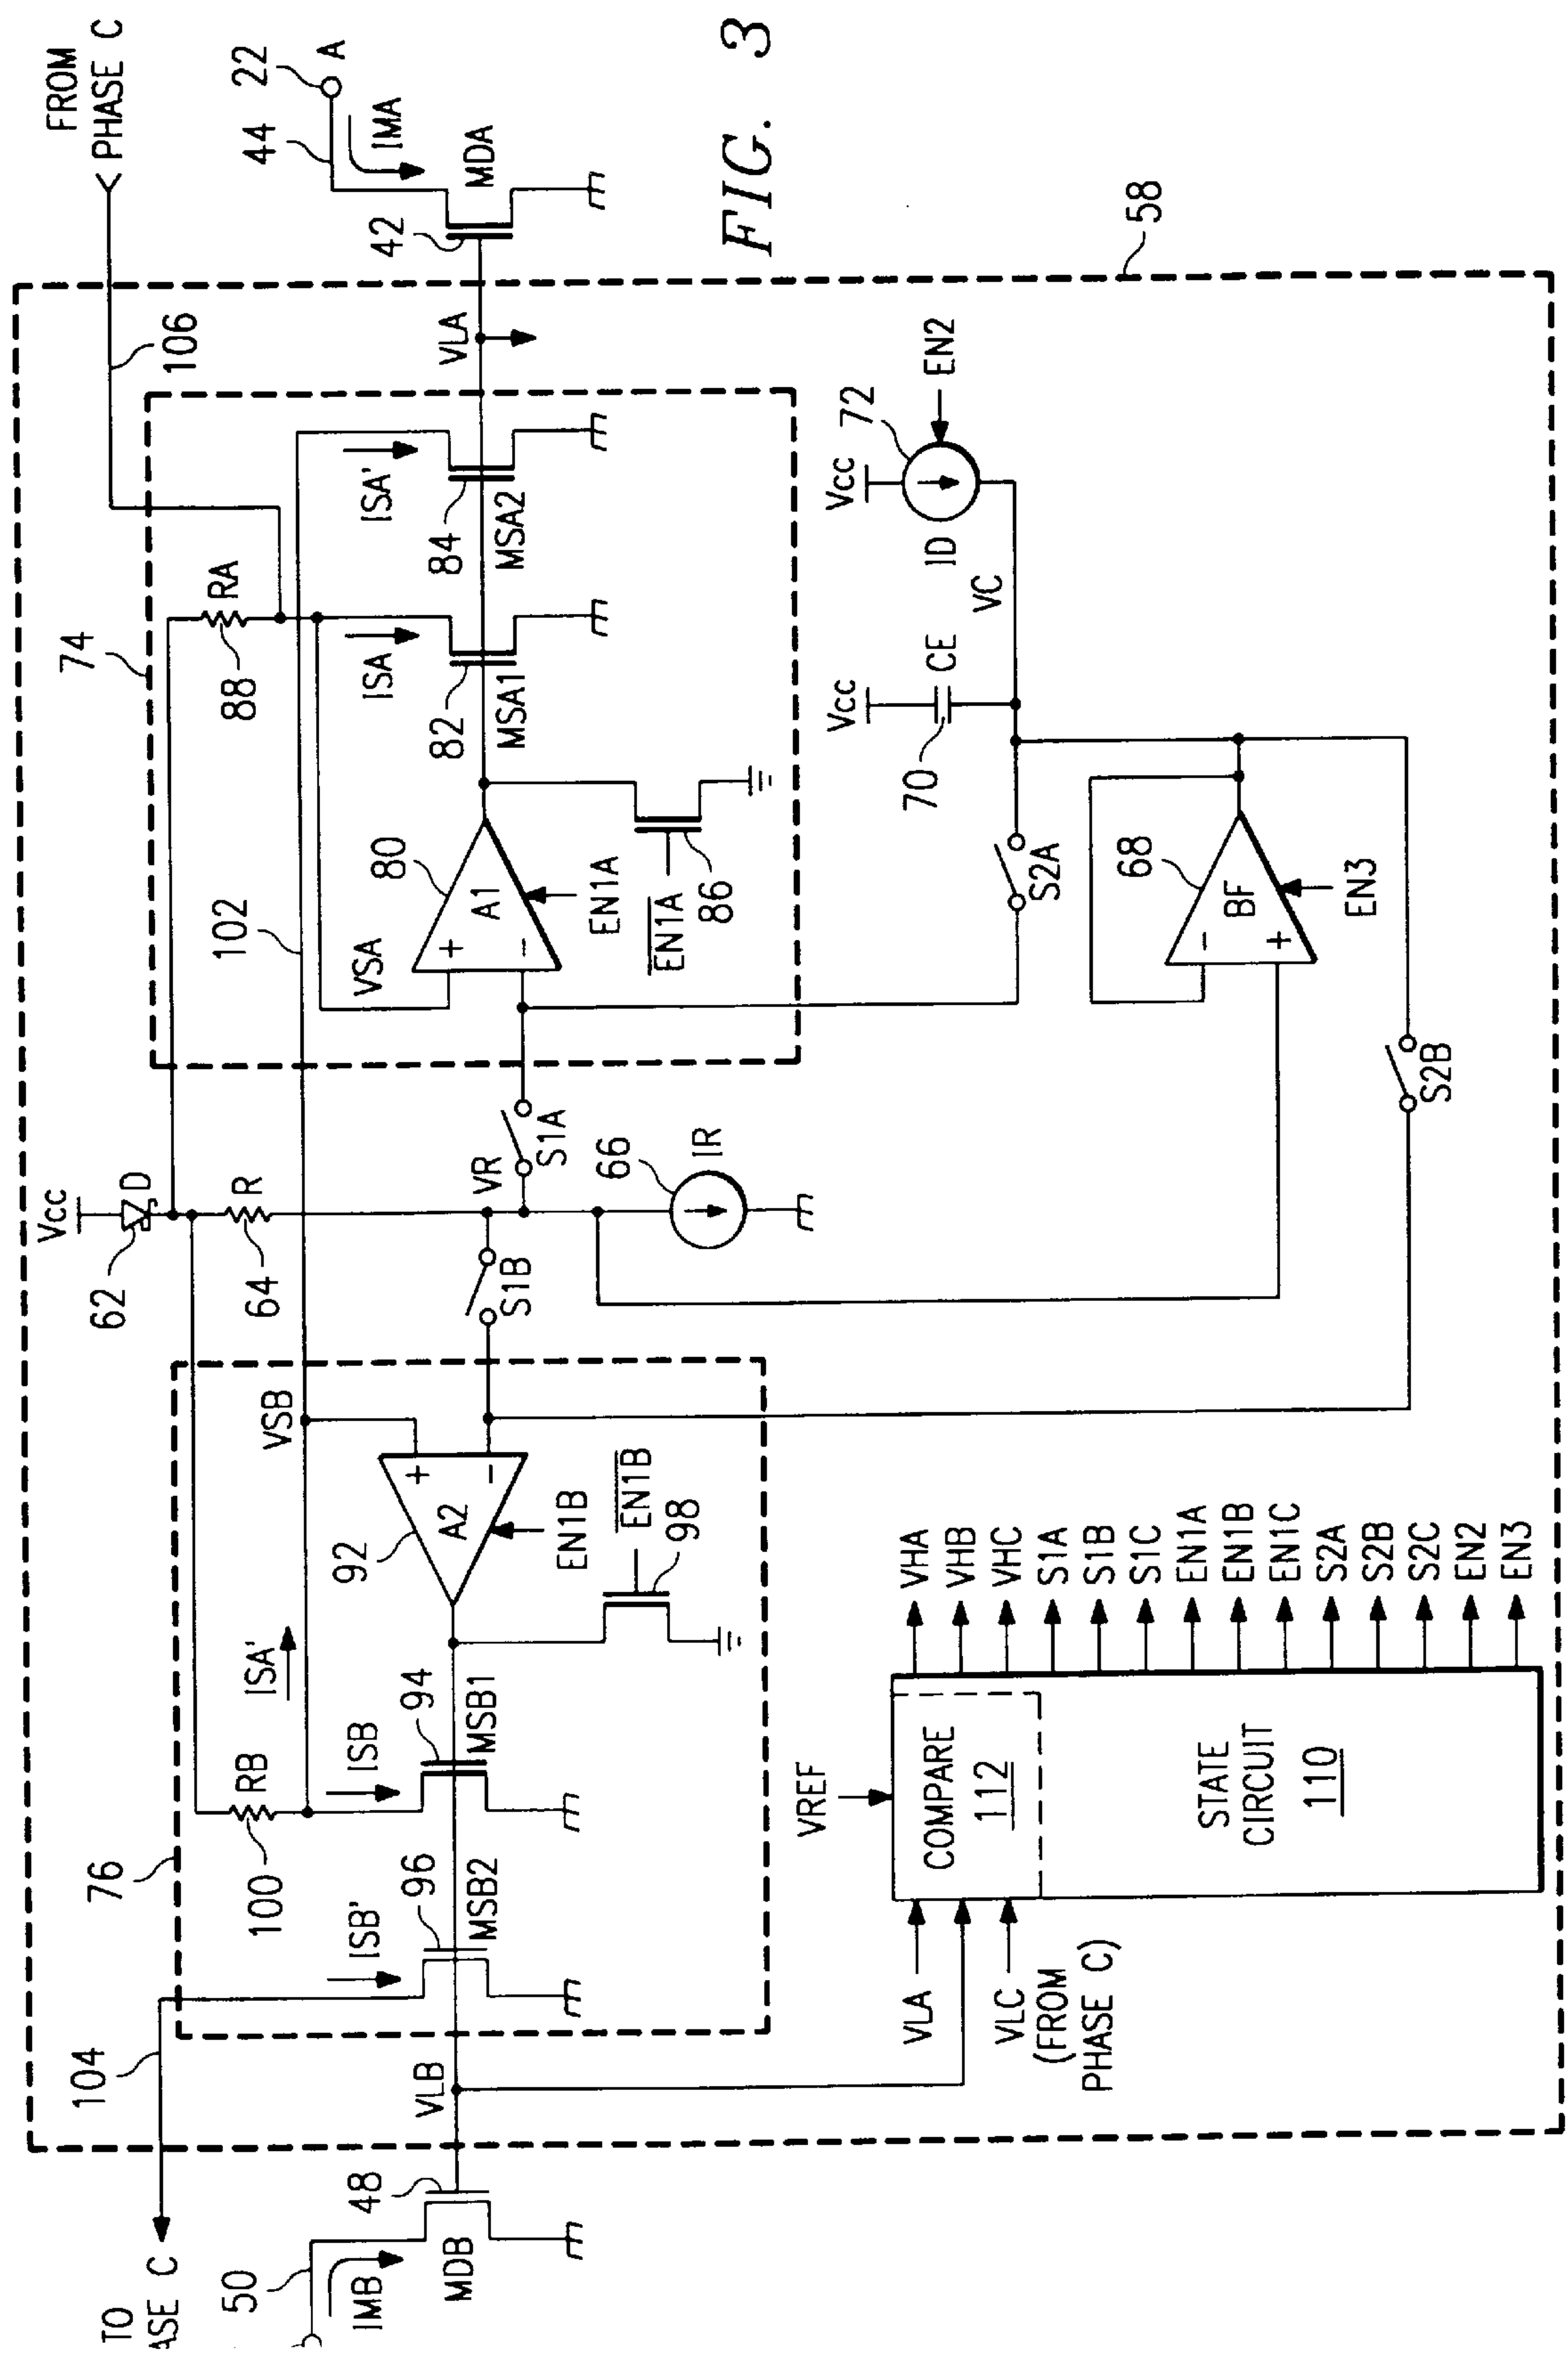 TO
ASE C
104
50
IMB
48
MDB
VLB
76
ISB'
96
MSB2
100
RB
ISB
94
MSB1
ISA'
92
A2
+
-
EN1B
EN1B
98
VSB
Vcc
D
62
R
64
S1B
VR
S1A
66
IR
102
74
88
RA
VSA
80
A1
+
-
EN1A
EN1A
86
ISA
82
MSA1
ISA'
84
MSA2
106
FROM
PHASE C
VLA
42
MDA
IMA
44
22
A
FIG. 3
58
S2A
Vcc
70
CE
VC
Vcc
ID
72
EN2
68
BF
-
+
EN3
S2B
VREF
VLA
VLC
(FROM
PHASE C)
COMPARE
112
STATE
CIRCUIT
110
VHA
VHB
VHC
S1A
S1B
S1C
EN1A
EN1B
EN1C
S2A
S2B
S2C
EN2
EN3